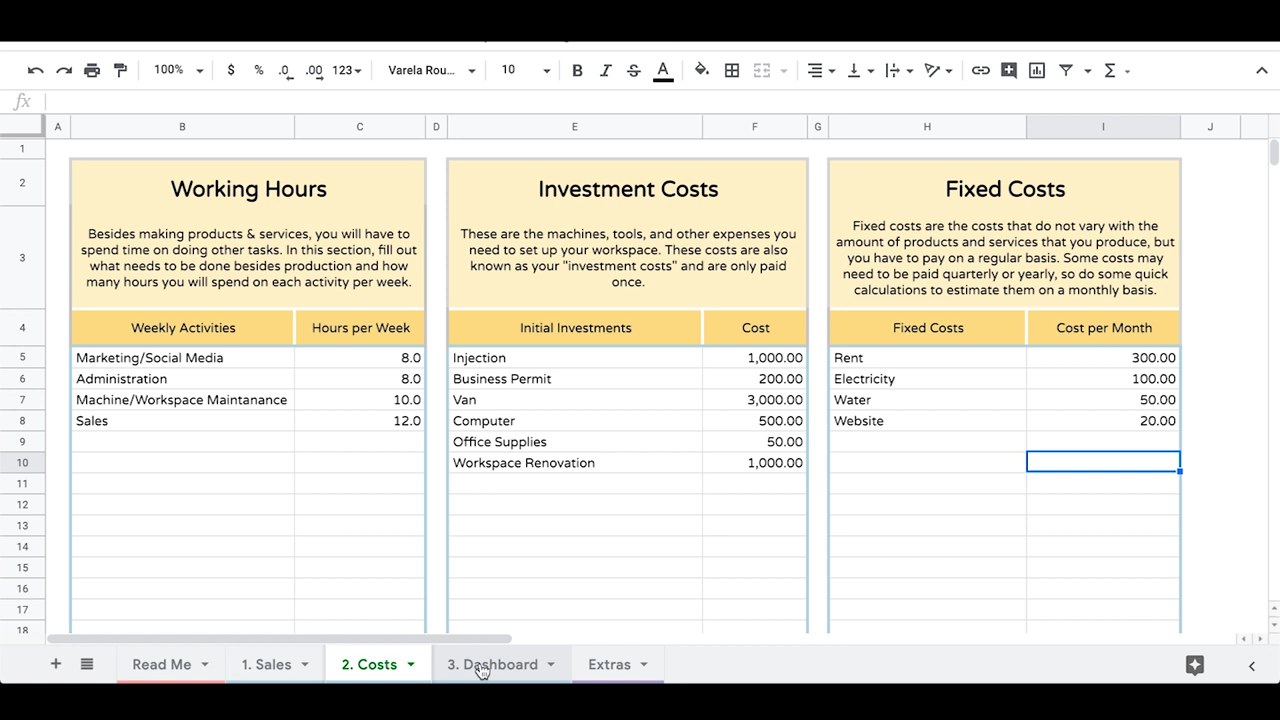 100% $ % .0 .00 123 Varela Rou... 10 B I S A Σ
fx
A B C D E F G H I J
1
2 Working Hours Investment Costs Fixed Costs
Besides making products & services, you will have to
spend time on doing other tasks. In this section, fill out
what needs to be done besides production and how
many hours you will spend on each activity per week.
These are the machines, tools, and other expenses you
need to set up your workspace. These costs are also
known as your "investment costs" and are only paid
once.
Fixed costs are the costs that do not vary with the
amount of products and services that you produce, but
you have to pay on a regular basis. Some costs may
need to be paid quarterly or yearly, so do some quick
calculations to estimate them on a monthly basis.
3
4 Weekly Activities Hours per Week Initial Investments Cost Fixed Costs Cost per Month
5 Marketing/Social Media 8.0 Injection 1,000.00 Rent 300.00
6 Administration 8.0 Business Permit 200.00 Electricity 100.00
7 Machine/Workspace Maintanance 10.0 Van 3,000.00 Water 50.00
8 Sales 12.0 Computer 500.00 Website 20.00
9 Office Supplies 50.00
10 Workspace Renovation 1,000.00
11
12
13
14
15
16
17
18
Read Me 1. Sales 2. Costs 3. Dashboard Extras